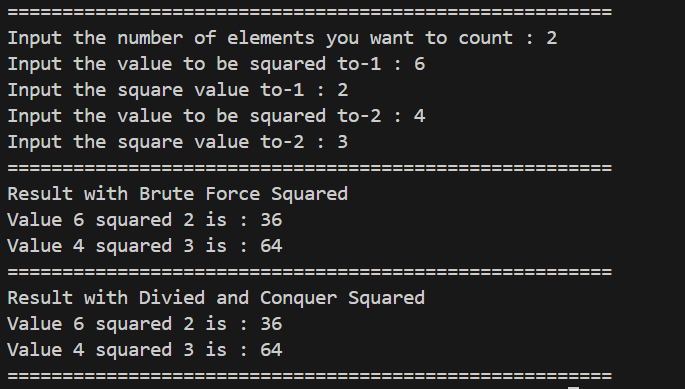 =======================================================
Input the number of elements you want to count : 2
Input the value to be squared to-1 : 6
Input the square value to-1 : 2
Input the value to be squared to-2 : 4
Input the square value to-2 : 3
=======================================================
Result with Brute Force Squared
Value 6 squared 2 is : 36
Value 4 squared 3 is : 64
=======================================================
Result with Divied and Conquer Squared
Value 6 squared 2 is : 36
Value 4 squared 3 is : 64
=======================================================